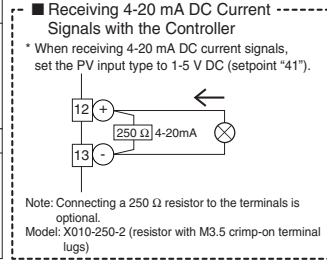 ■ Receiving 4-20 mA DC Current
Signals with the Controller
* When receiving 4-20 mA DC current signals,
set the PV input type to 1-5 V DC (setpoint “41”).
12 +
250 Ω 4-20mA
13 -
Note: Connecting a 250 Ω resistor to the terminals is
optional.
Model: X010-250-2 (resistor with M3.5 crimp-on terminal
lugs)